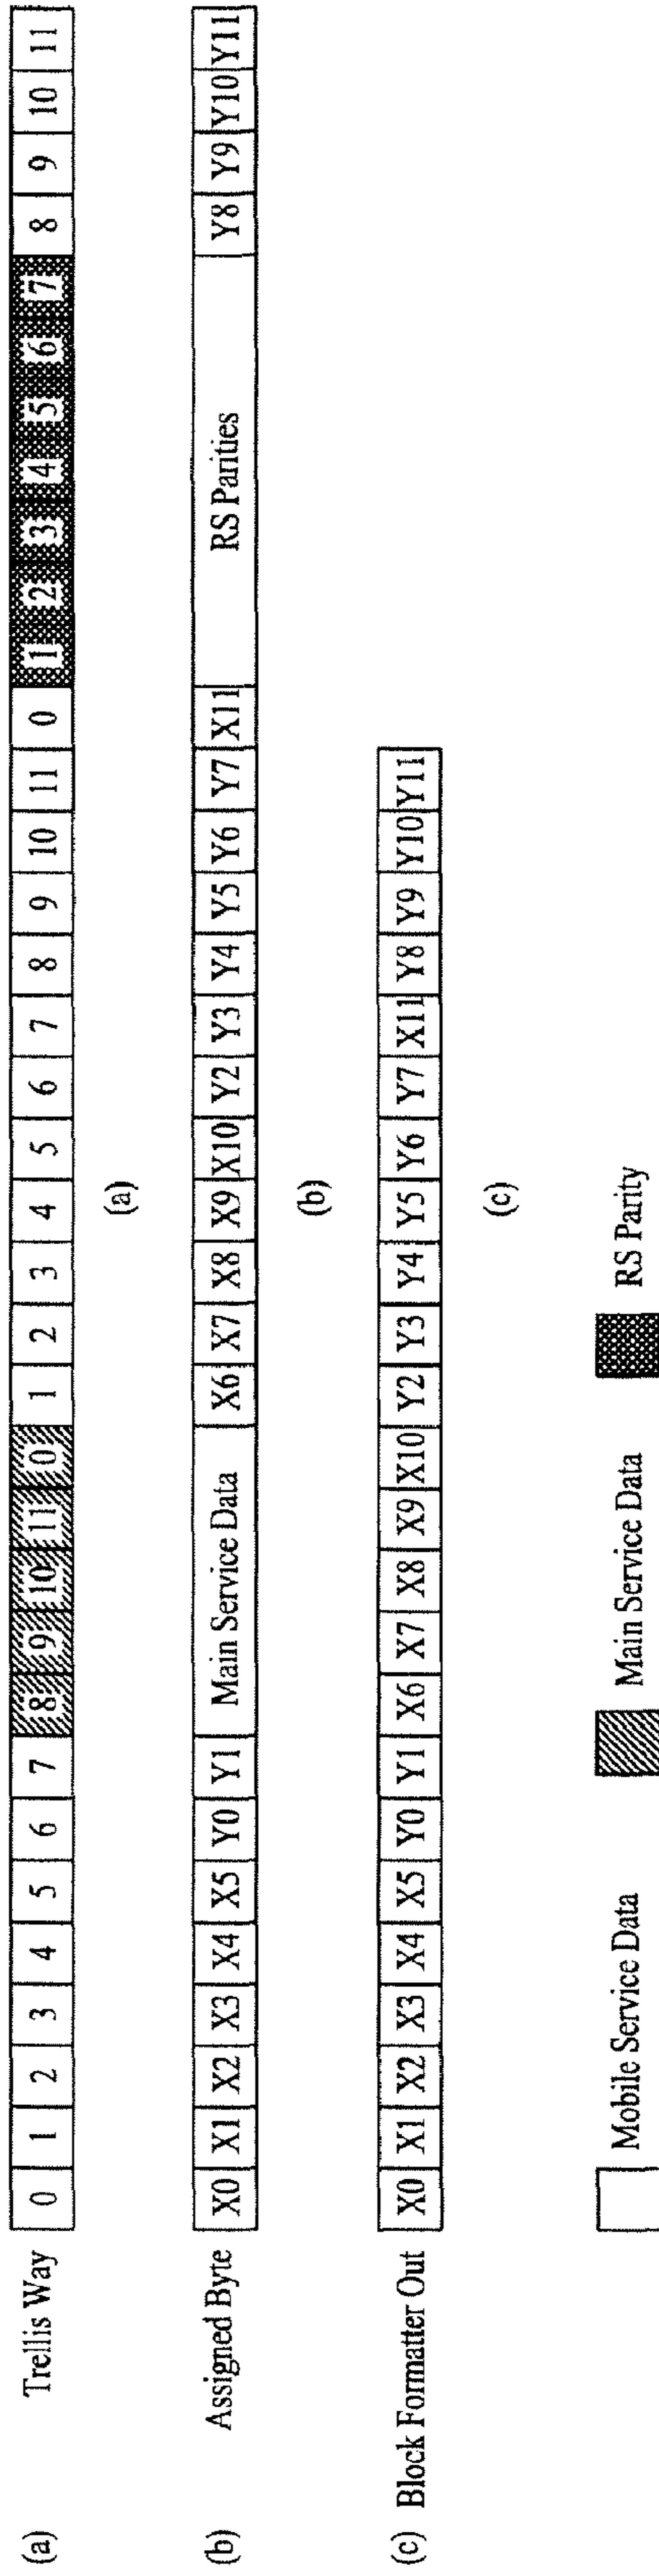 (a) Trellis Way 0 1 2 3 4 5 6 7 8 9 10 11 0 1 2 3 4 5 6 7 8 9 10 11 0 1 2 3 4 5 6 7 8 9 10 11
(a)
(b) Assigned Byte X0 X1 X2 X3 X4 X5 Y0 Y1 Main Service Data X6 X7 X8 X9 X10 Y2 Y3 Y4 Y5 Y6 Y7 X11 RS Parities Y8 Y9 Y10 Y11
(b)
(c) Block Formatter Out X0 X1 X2 X3 X4 X5 Y0 Y1 X6 X7 X8 X9 X10 Y2 Y3 Y4 Y5 Y6 Y7 X11 Y8 Y9 Y10 Y11
(c)
Mobile Service Data Main Service Data RS Parity